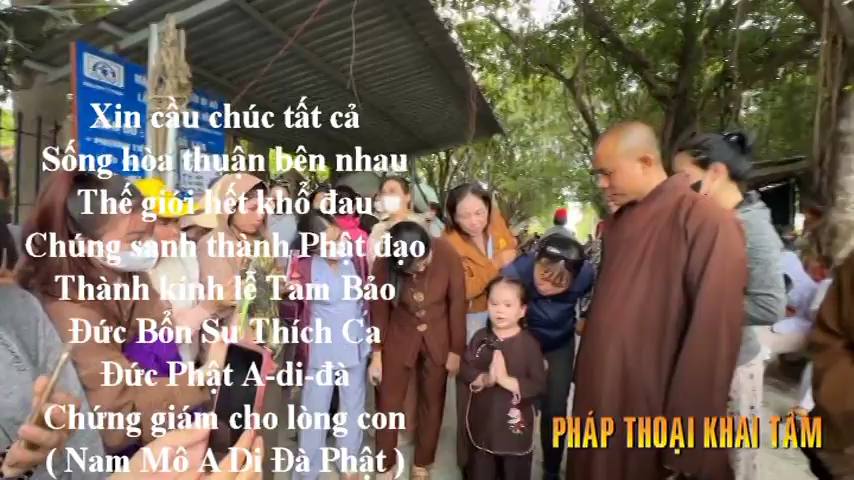 Xin cầu chúc tất cả
Sống hòa thuận bên nhau
Thế giới hết khổ đau
Chúng sanh thành Phật đạo
Thành kính lễ Tam Bảo
Đức Bổn Sư Thích Ca
Đức Phật A-di-đà
Chứng giám cho lòng con
( Nam Mô A Di Đà Phật )
PHÁP THOẠI KHAI TÂM